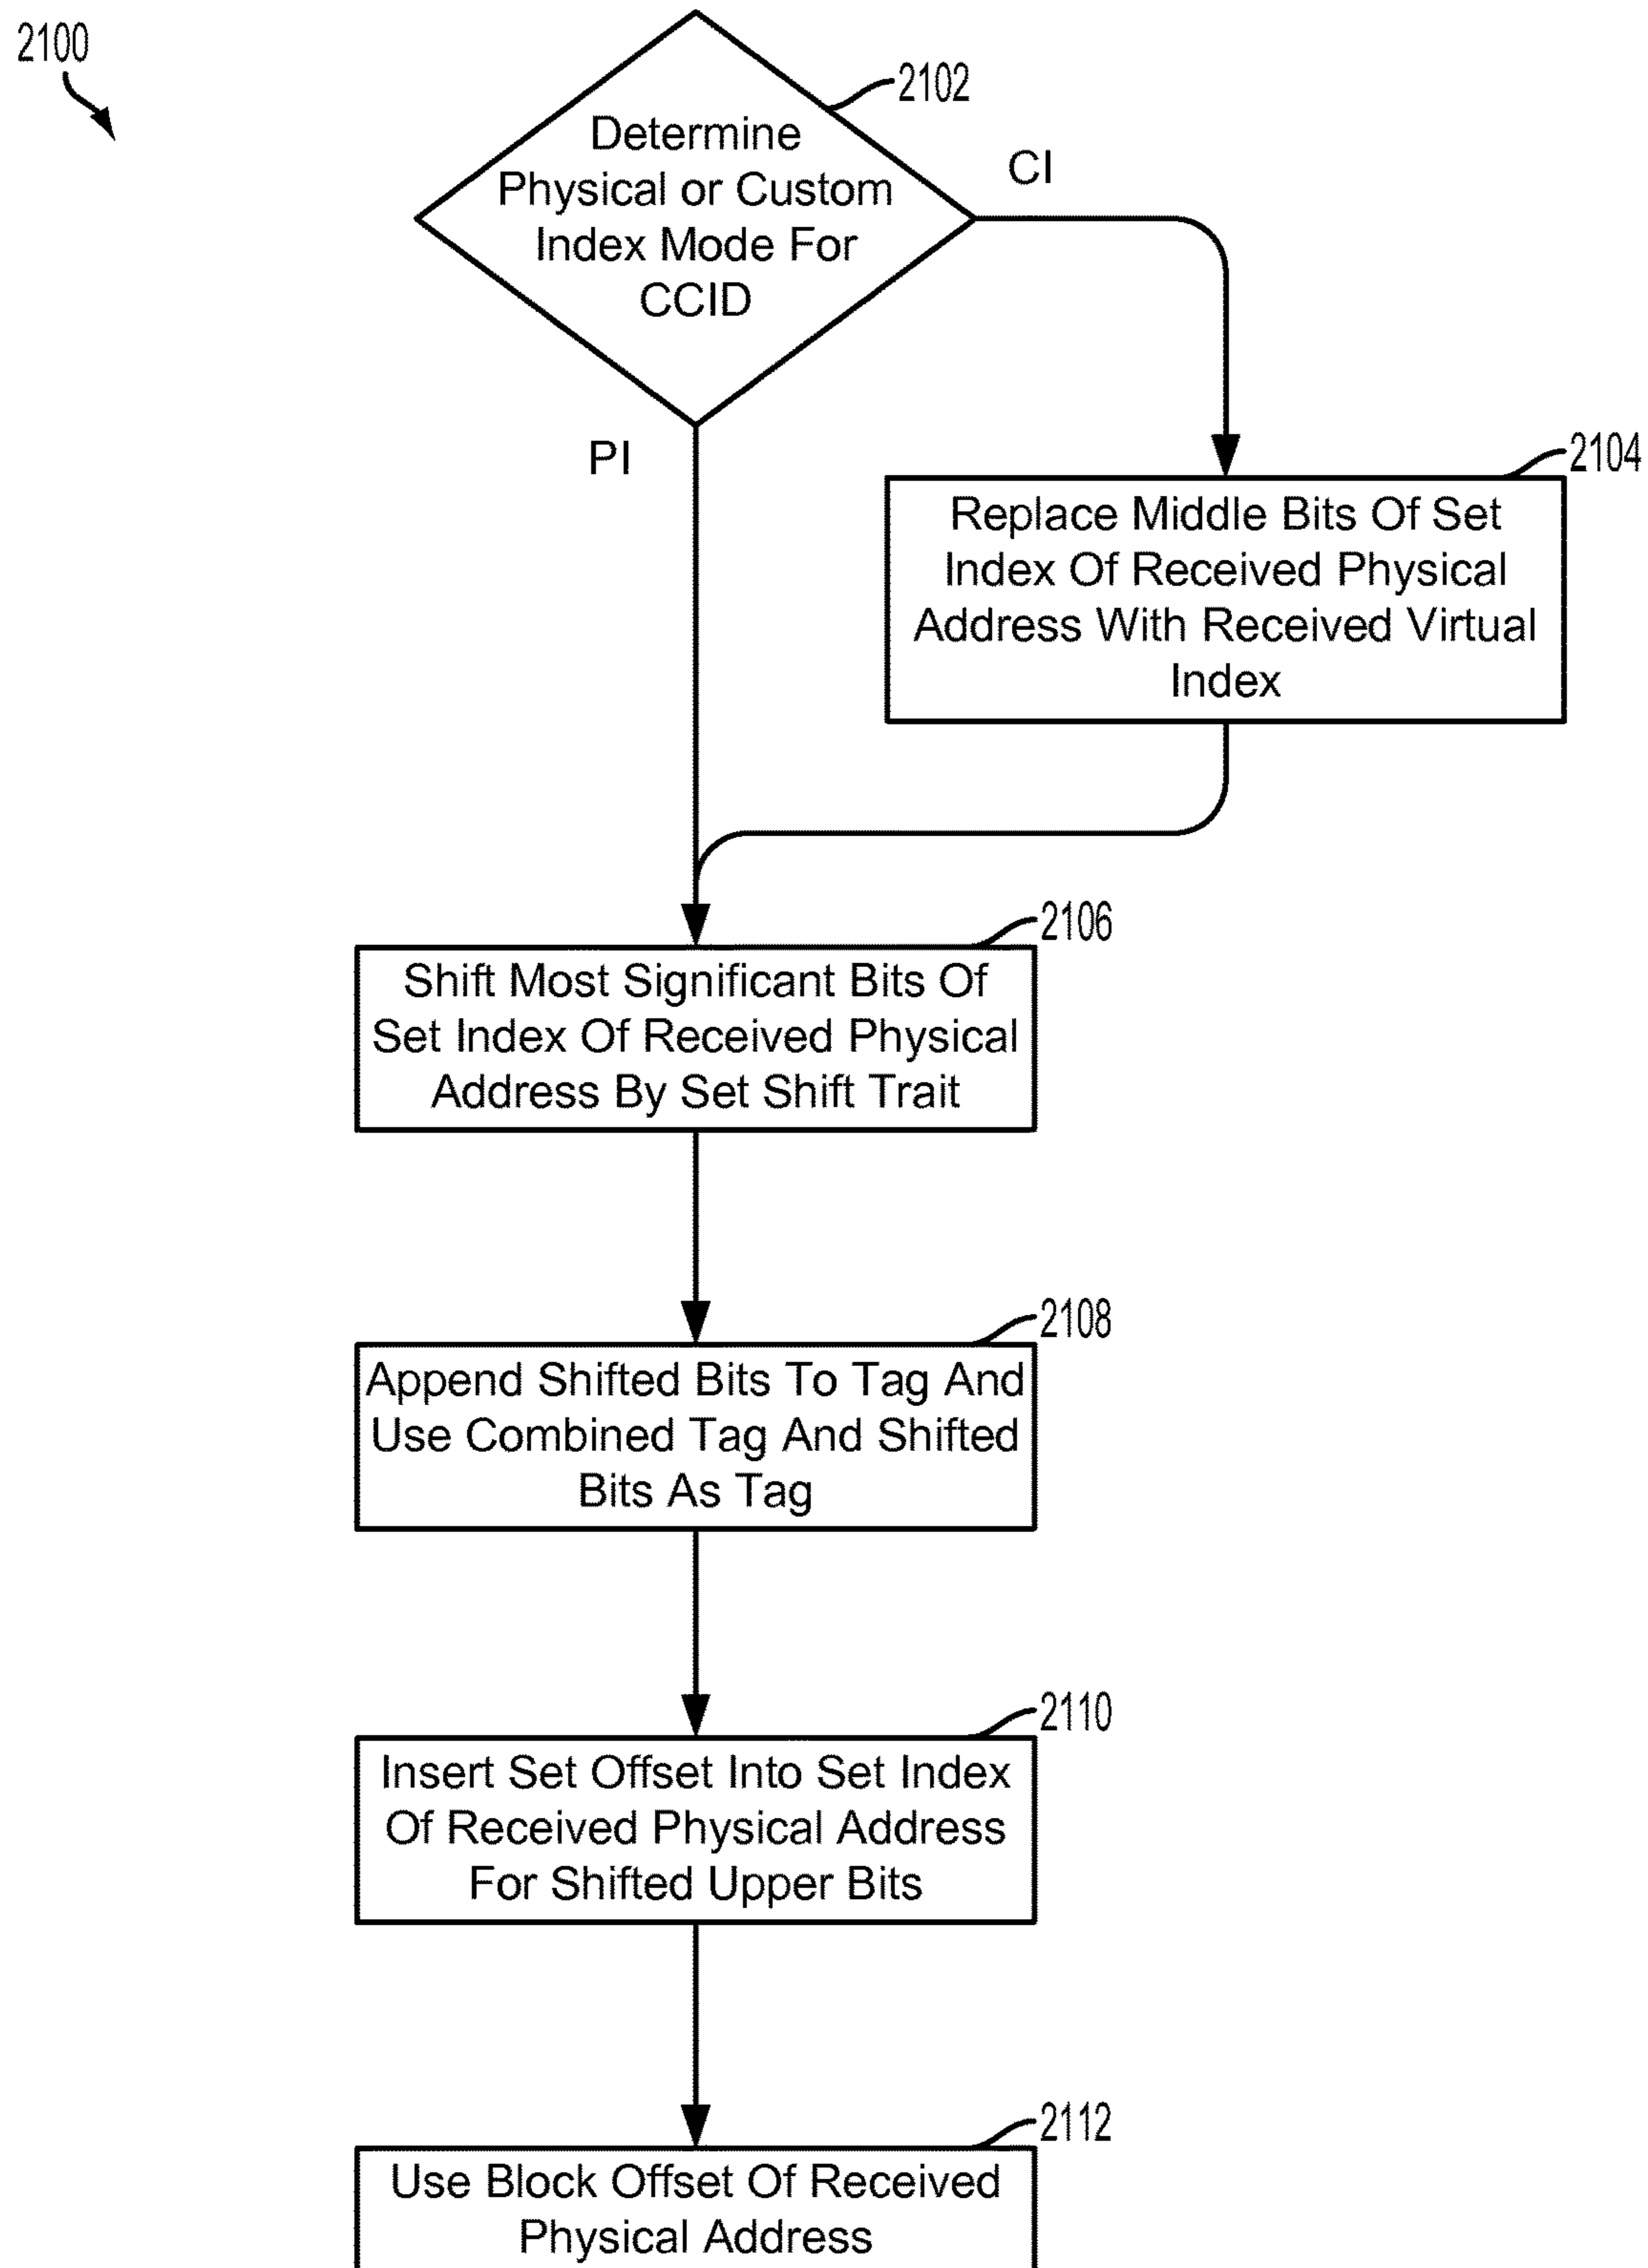 2100
2102
Determine
Physical or Custom
Index Mode For
CCID
CI
PI
2104
Replace Middle Bits Of Set
Index Of Received Physical
Address With Received Virtual
Index
2106
Shift Most Significant Bits Of
Set Index Of Received Physical
Address By Set Shift Trait
2108
Append Shifted Bits To Tag And
Use Combined Tag And Shifted
Bits As Tag
2110
Insert Set Offset Into Set Index
Of Received Physical Address
For Shifted Upper Bits
2112
Use Block Offset Of Received
Physical Address